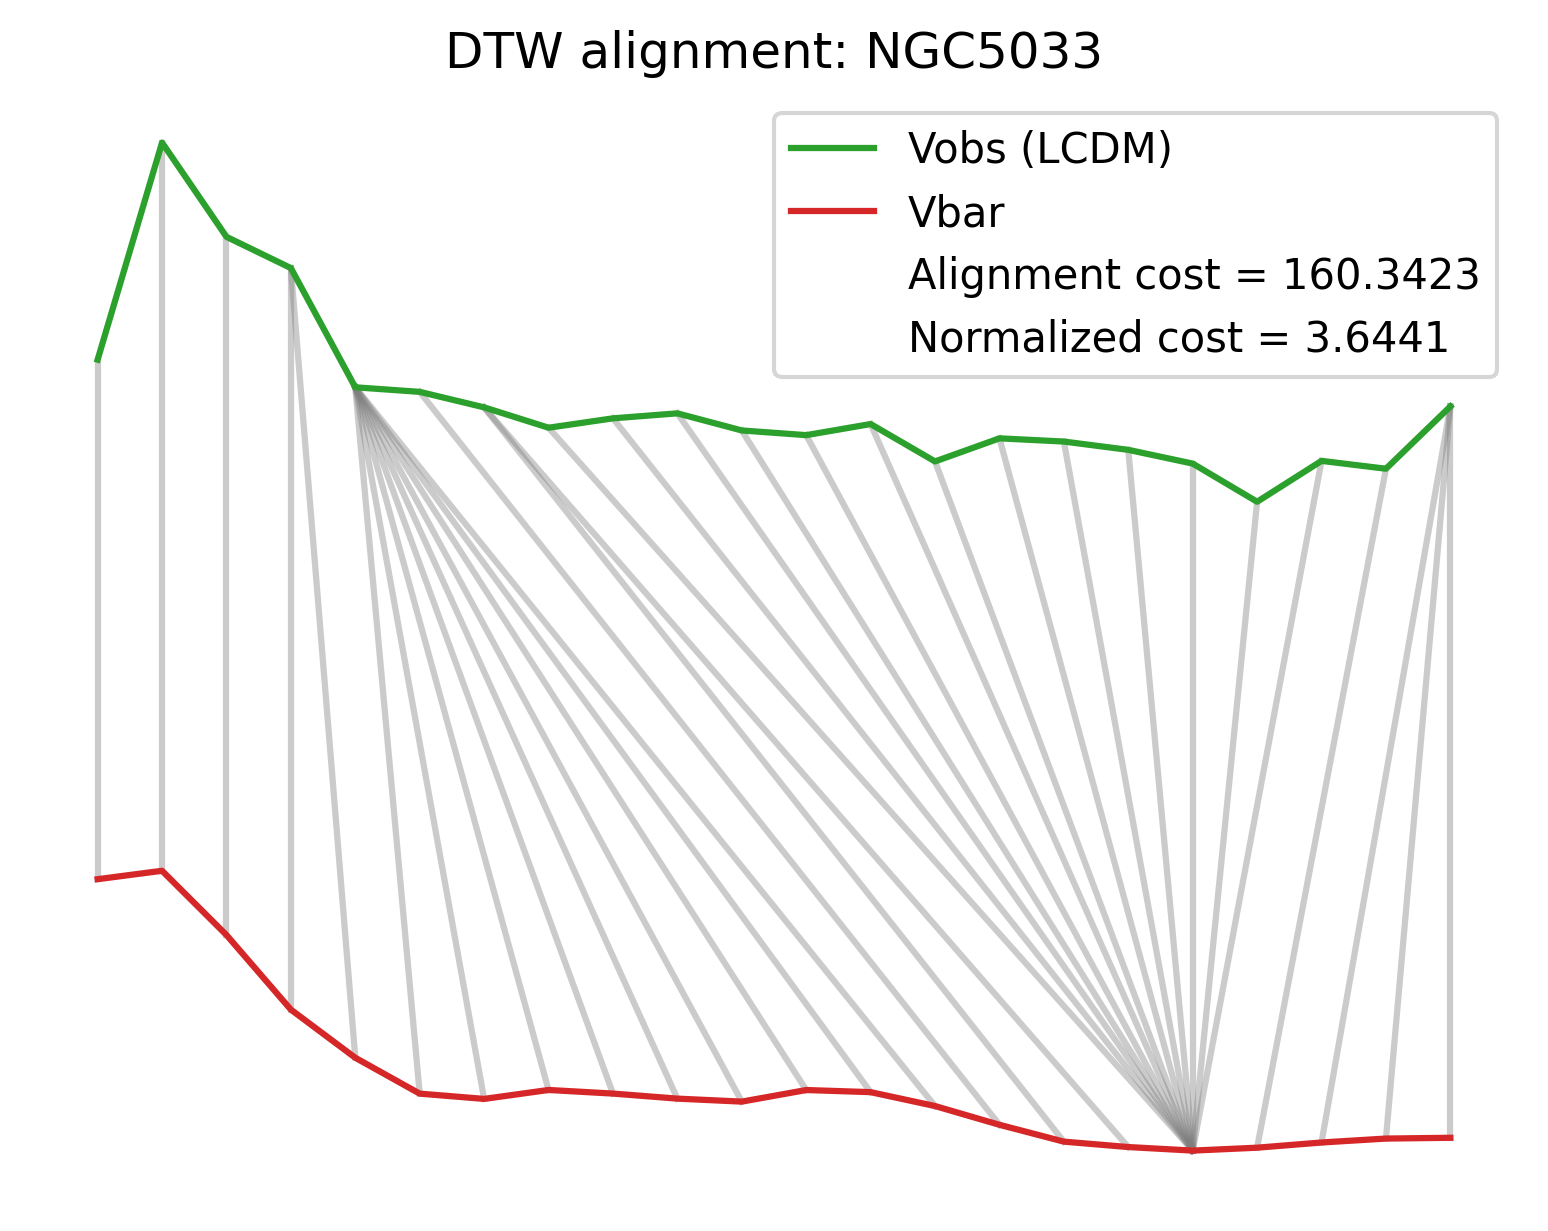 DTW alignment: NGC5033
Vobs (LCDM)
Vbar
Alignment cost = 160.3423
Normalized cost = 3.6441